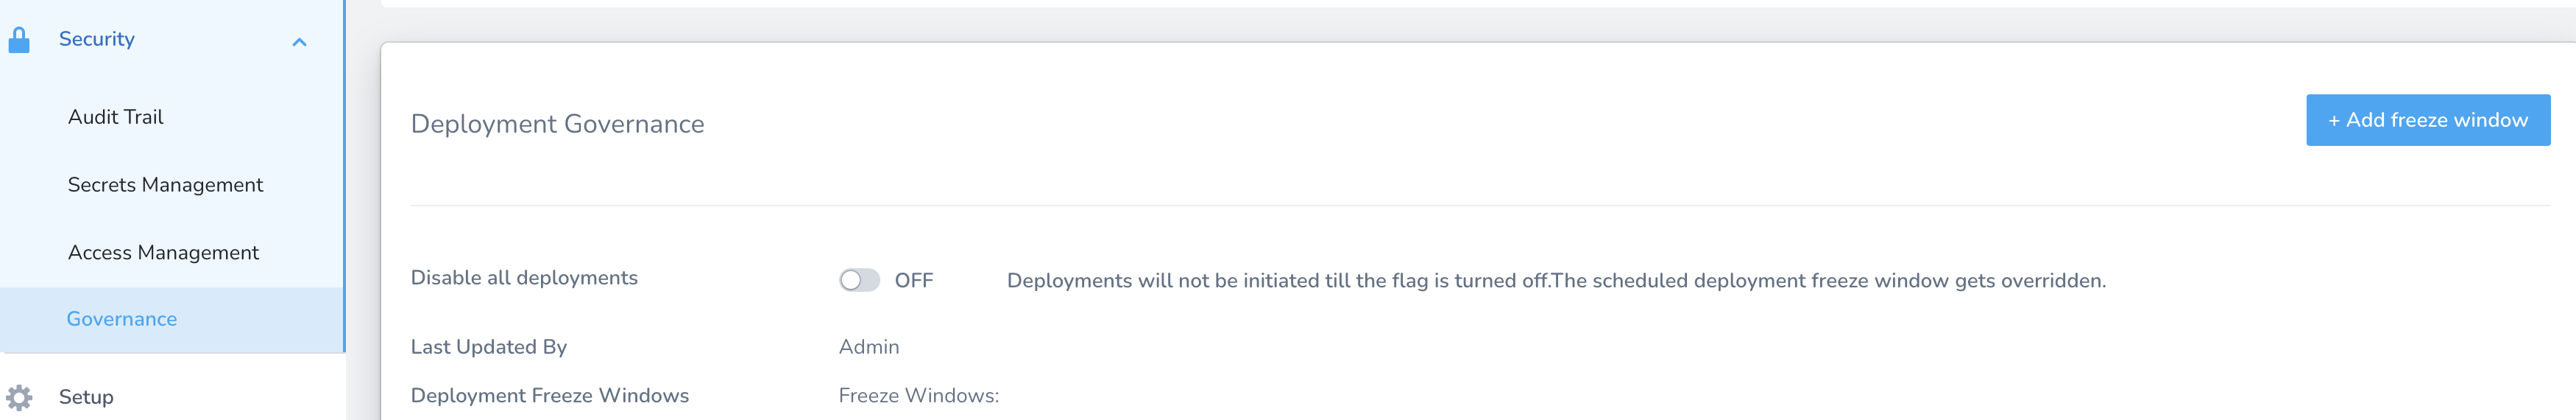 Security
Audit Trail
Secrets Management
Access Management
Governance
Setup
Deployment Governance
+ Add freeze window
Disable all deployments
OFF
Deployments will not be initiated till the flag is turned off.The scheduled deployment freeze window gets overridden.
Last Updated By
Admin
Deployment Freeze Windows
Freeze Windows: